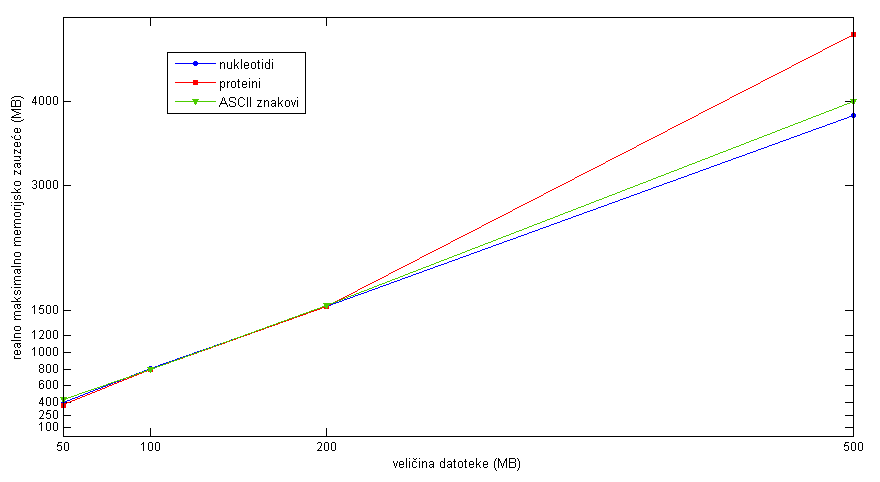 nukleotidi
proteini
ASCII znakovi
realno maksimalno memorijsko zauzeće (MB)
4000
3000
1500
1200
1000
800
600
400
250
100
50 100 200 500
veličina datoteke (MB)